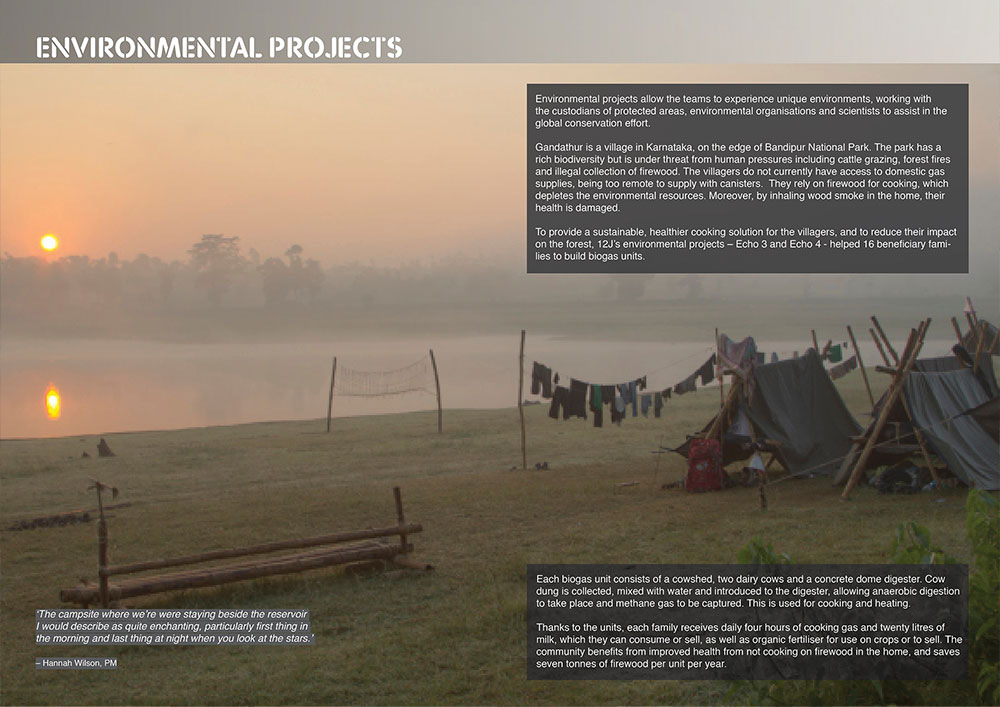 ENVIRONMENTAL PROJECTS
Environmental projects allow the teams to experience unique environments, working with
the custodians of protected areas, environmental organisations and scientists to assist in the
global conservation effort.
Gandathur is a village in Karnataka, on the edge of Bandipur National Park. The park has a
rich biodiversity but is under threat from human pressures including cattle grazing, forest fires
and illegal collection of firewood. The villagers do not currently have access to domestic gas
supplies, being too remote to supply with canisters.  They rely on firewood for cooking, which
depletes the environmental resources. Moreover, by inhaling wood smoke in the home, their
health is damaged.
To provide a sustainable, healthier cooking solution for the villagers, and to reduce their impact
on the forest, 12J's environmental projects – Echo 3 and Echo 4 - helped 16 beneficiary fami-
lies to build biogas units.
Each biogas unit consists of a cowshed, two dairy cows and a concrete dome digester. Cow
dung is collected, mixed with water and introduced to the digester, allowing anaerobic digestion
to take place and methane gas to be captured. This is used for cooking and heating.
Thanks to the units, each family receives daily four hours of cooking gas and twenty litres of
milk, which they can consume or sell, as well as organic fertiliser for use on crops or to sell. The
community benefits from improved health from not cooking on firewood in the home, and saves
seven tonnes of firewood per unit per year.
'The campsite where we're were staying beside the reservoir
I would describe as quite enchanting, particularly first thing in
the morning and last thing at night when you look at the stars.'
– Hannah Wilson, PM